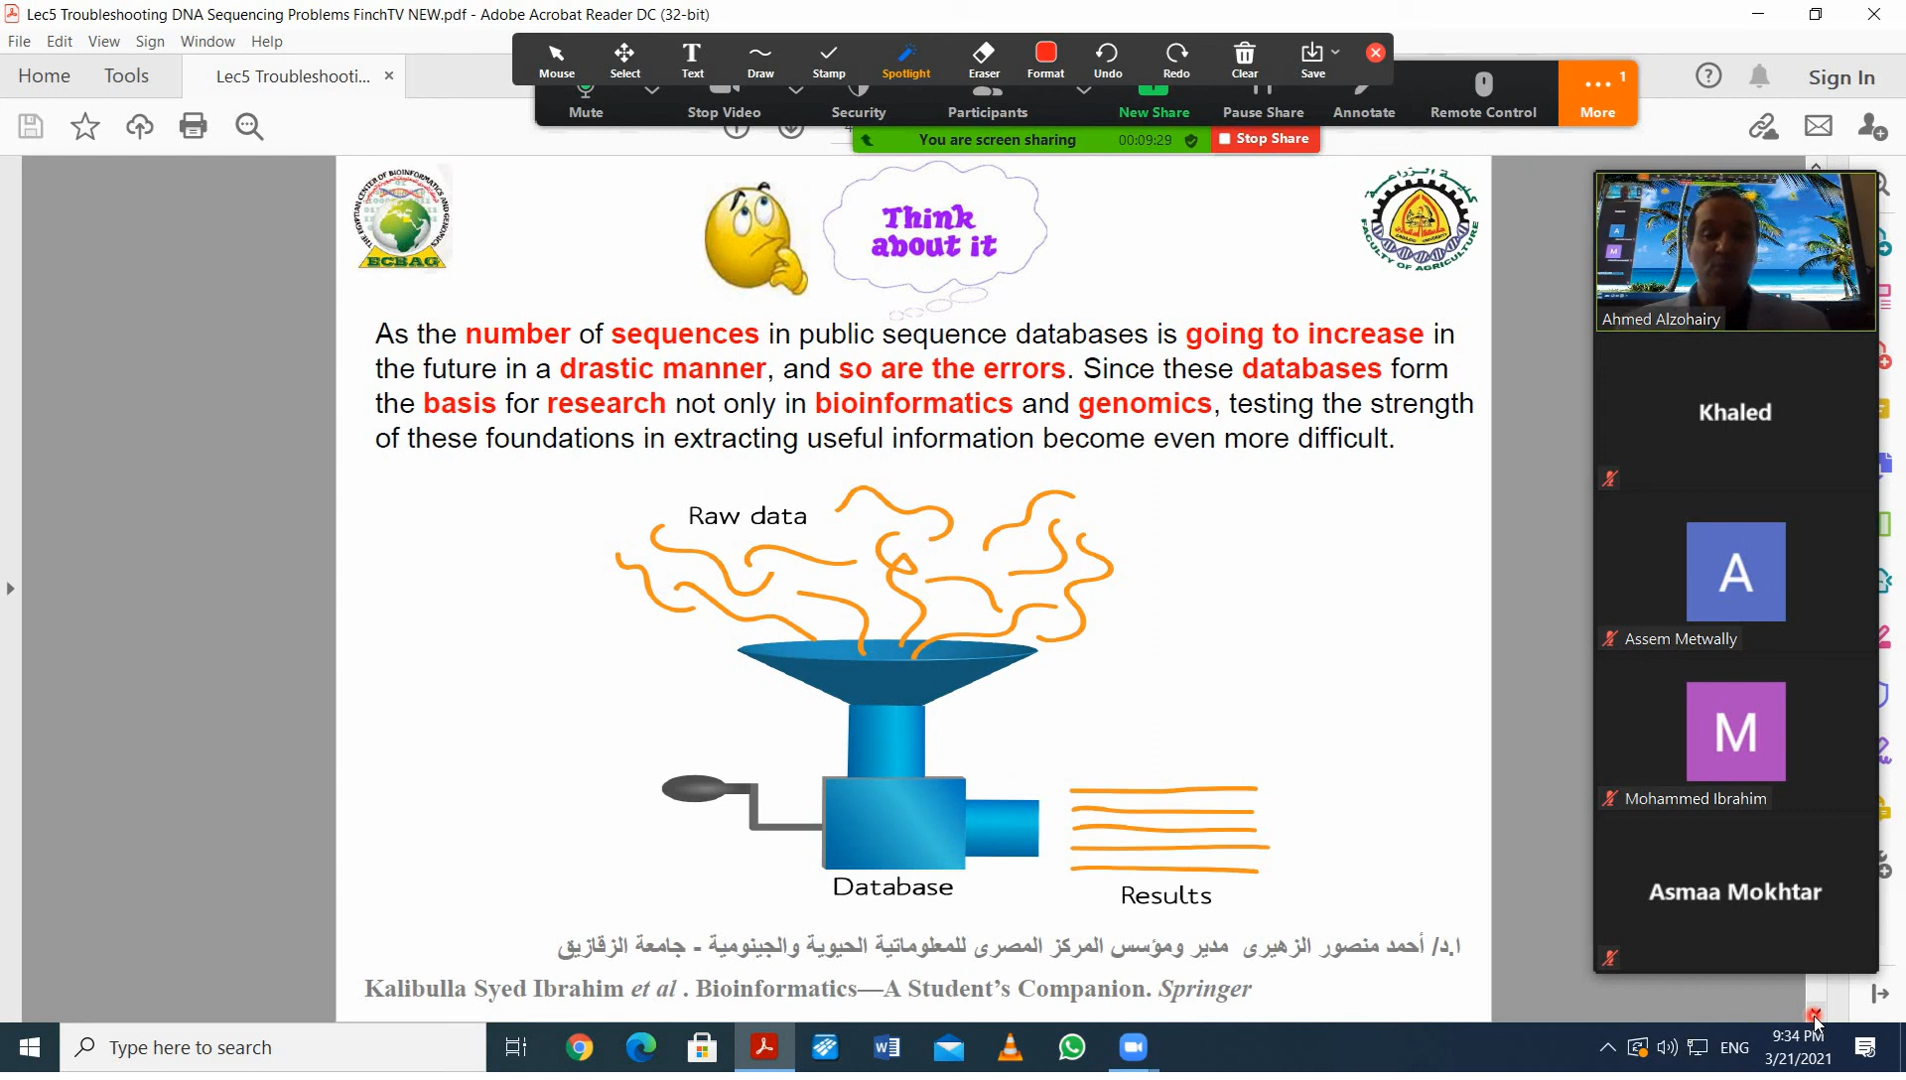 Lec5 Troubleshooting DNA Sequencing Problems FinchTV NEW.pdf - Adobe Acrobat Reader DC (32-bit)
File Edit View Sign Window Help
Mouse Select Text Draw Stamp Spotlight Eraser Format Undo Redo Clear Save
Home Tools Lec5 Troubleshooti... Sign In
Mute Stop Video Security Participants New Share Pause Share Annotate Remote Control More 1
You are screen sharing 00:09:29 Stop Share
ECBAG
Think
about it
FACULTY OF AGRICULTURE
Ahmed Alzohairy
As the number of sequences in public sequence databases is going to increase in
the future in a drastic manner, and so are the errors. Since these databases form
the basis for research not only in bioinformatics and genomics, testing the strength
of these foundations in extracting useful information become even more difficult.
Khaled
Raw data
A
Assem Metwally
M
Mohammed Ibrahim
Database
Results
Asmaa Mokhtar
ا.د/ أحمد منصور الزهيرى مدير ومؤسس المركز المصرى للمعلوماتية الحيوية والجينومية - جامعة الزقازيق
Kalibulla Syed Ibrahim et al . Bioinformatics—A Student’s Companion. Springer
Type here to search
ENG
9:34 PM
3/21/2021